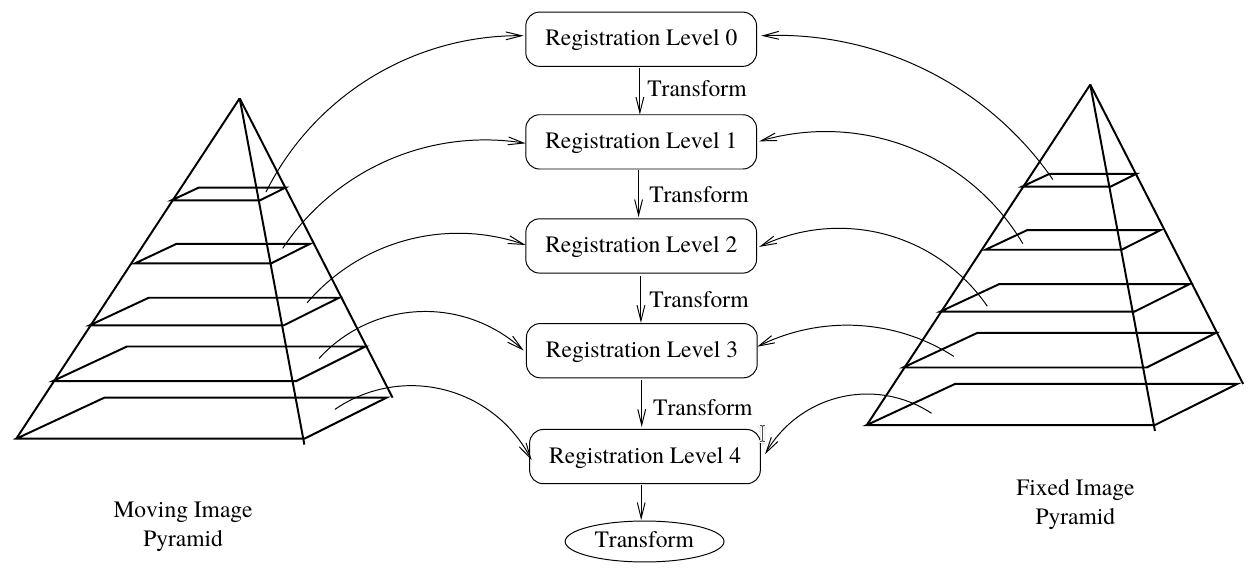 Registration Level 0
Transform
Registration Level 1
Transform
Registration Level 2
Transform
Registration Level 3
Transform
Registration Level 4
Transform
Moving Image
Pyramid
Fixed Image
Pyramid